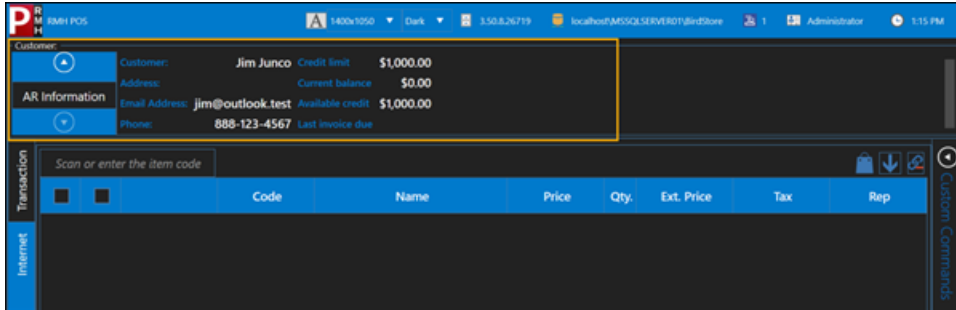 P RMH RMH POS A 1400x1050 Dark 3.50.8.26719 localhost\MSSQLSERVER01\BirdStore 1 Administrator 1:15 PM
Customer:
Customer: Jim Junco Credit limit $1,000.00
Address: Current balance $0.00
AR Information
Email Address: jim@outlook.test Available credit $1,000.00
Phone: 888-123-4567 Last invoice due
Transaction
Scan or enter the item code
Code Name Price Qty. Ext. Price Tax Rep
Internet
Custom Commands